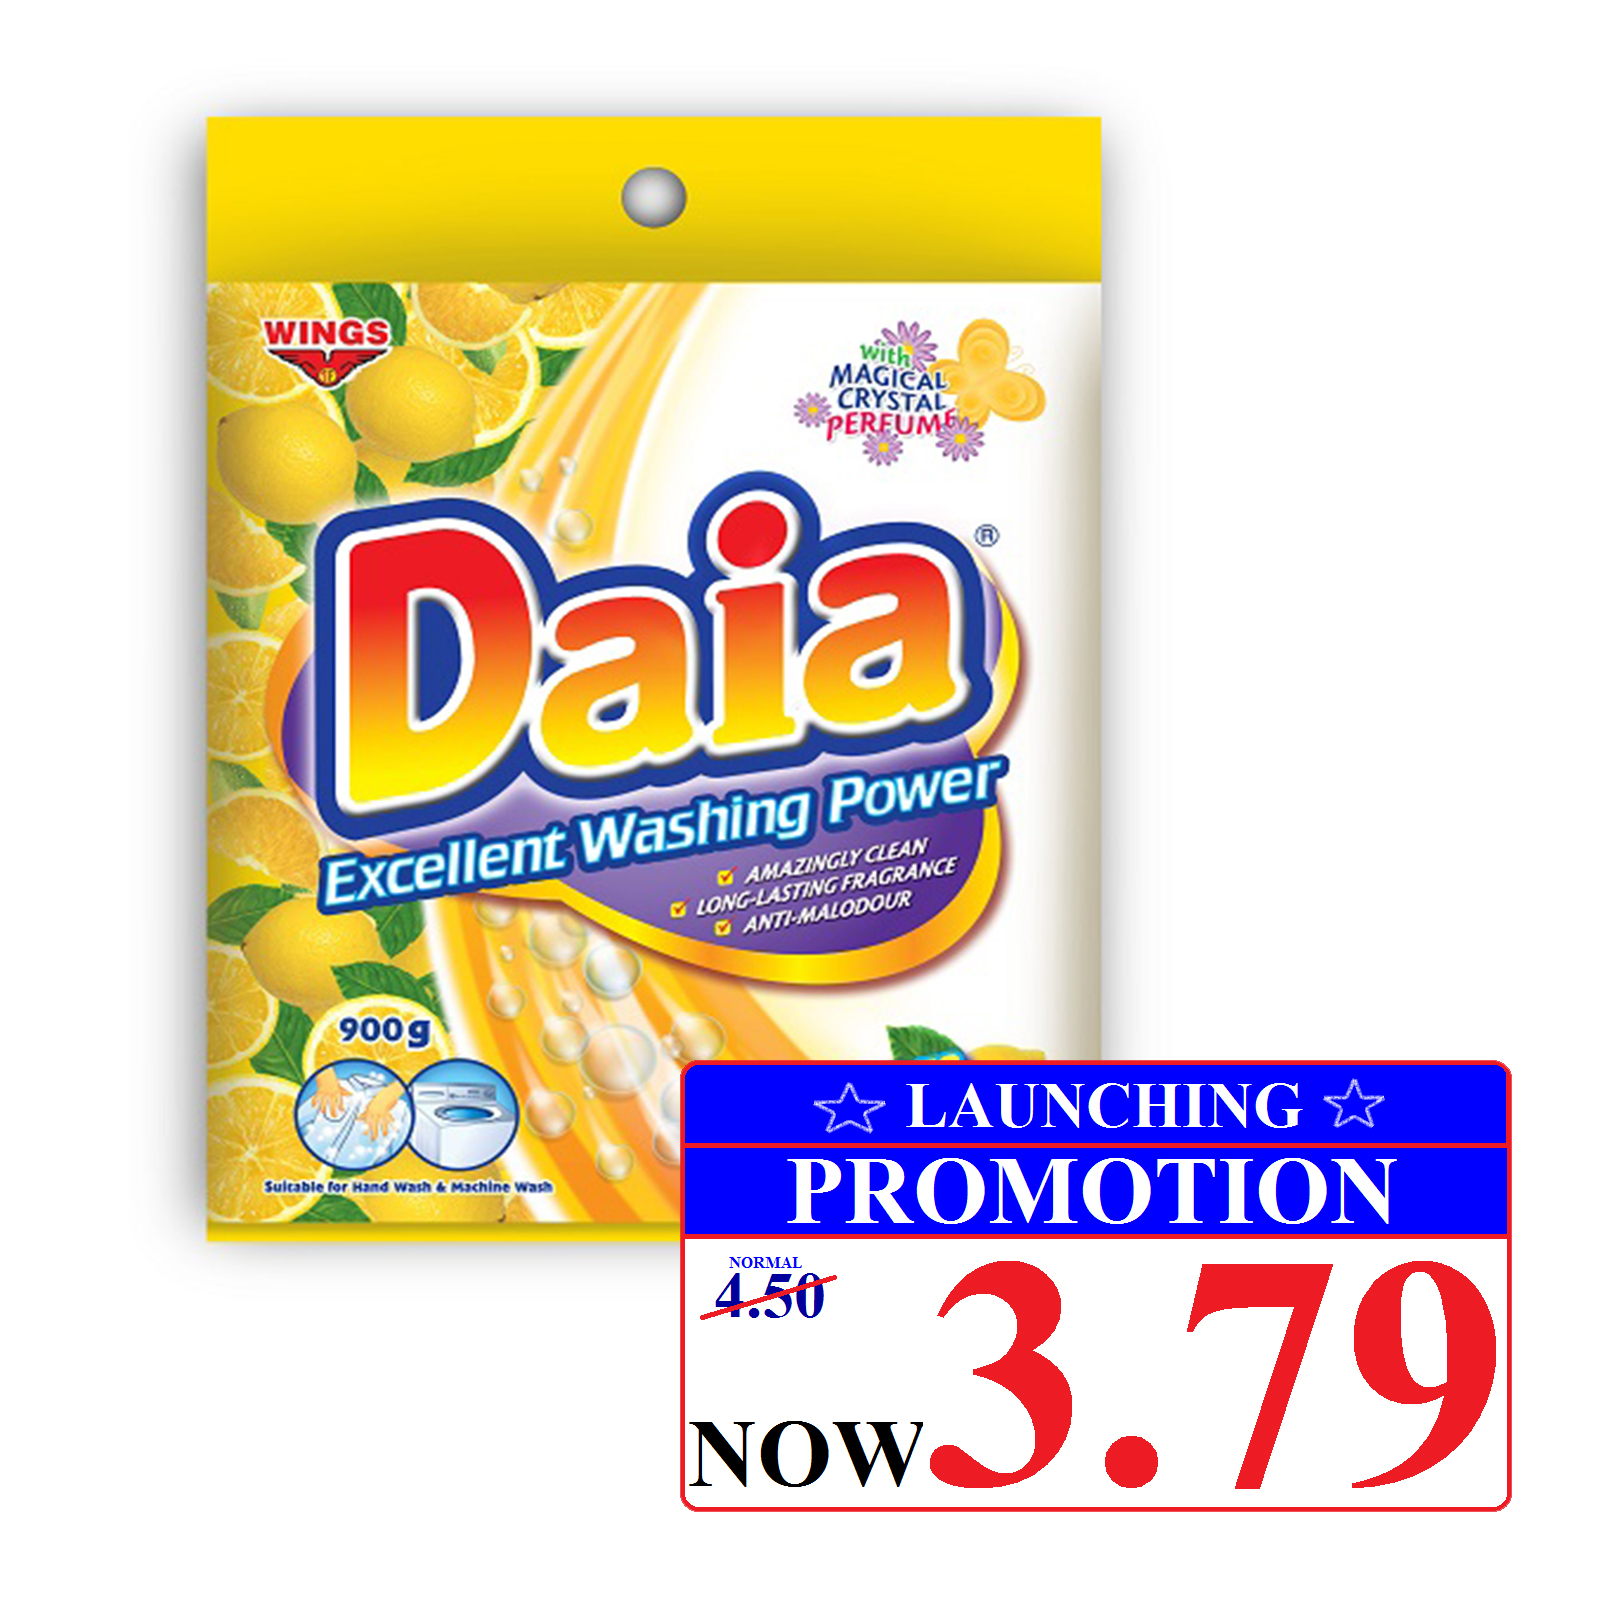 WINGS
with
MAGICAL
CRYSTAL
PERFUME
Daia®
Excellent Washing Power
AMAZINGLY CLEAN
LONG-LASTING FRAGRANCE
ANTI-MALODOUR
900g
Suitable for Hand Wash & Machine Wash
☆ LAUNCHING ☆
PROMOTION
NORMAL
4.50
NOW 3.79